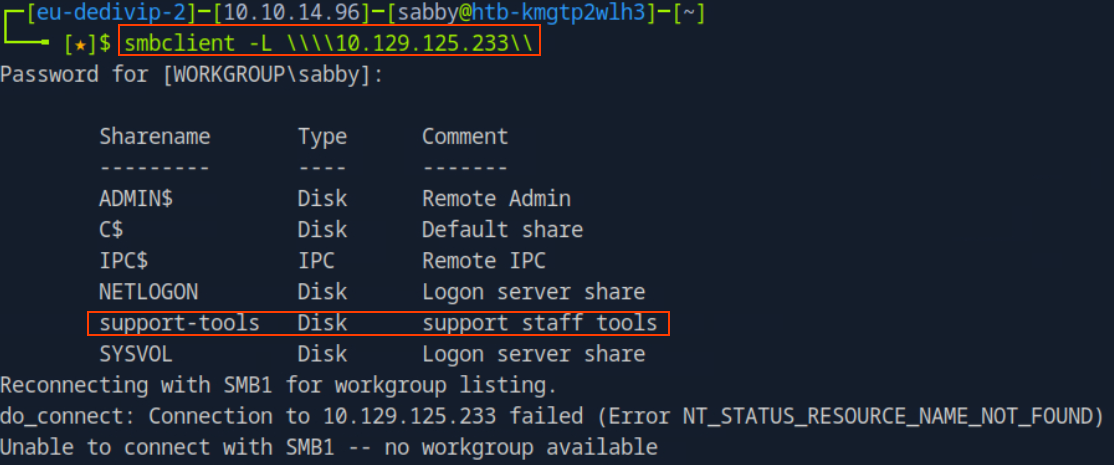 [eu-dedivip-2]-[10.10.14.96]-[sabby@htb-kmgtp2wlh3]-[~]
[★]$ smbclient -L \\\\10.129.125.233\\
Password for [WORKGROUP\sabby]:
Sharename Type Comment
--------- ---- -------
ADMIN$ Disk Remote Admin
C$ Disk Default share
IPC$ IPC Remote IPC
NETLOGON Disk Logon server share
support-tools Disk support staff tools
SYSVOL Disk Logon server share
Reconnecting with SMB1 for workgroup listing.
do_connect: Connection to 10.129.125.233 failed (Error NT_STATUS_RESOURCE_NAME_NOT_FOUND)
Unable to connect with SMB1 -- no workgroup available